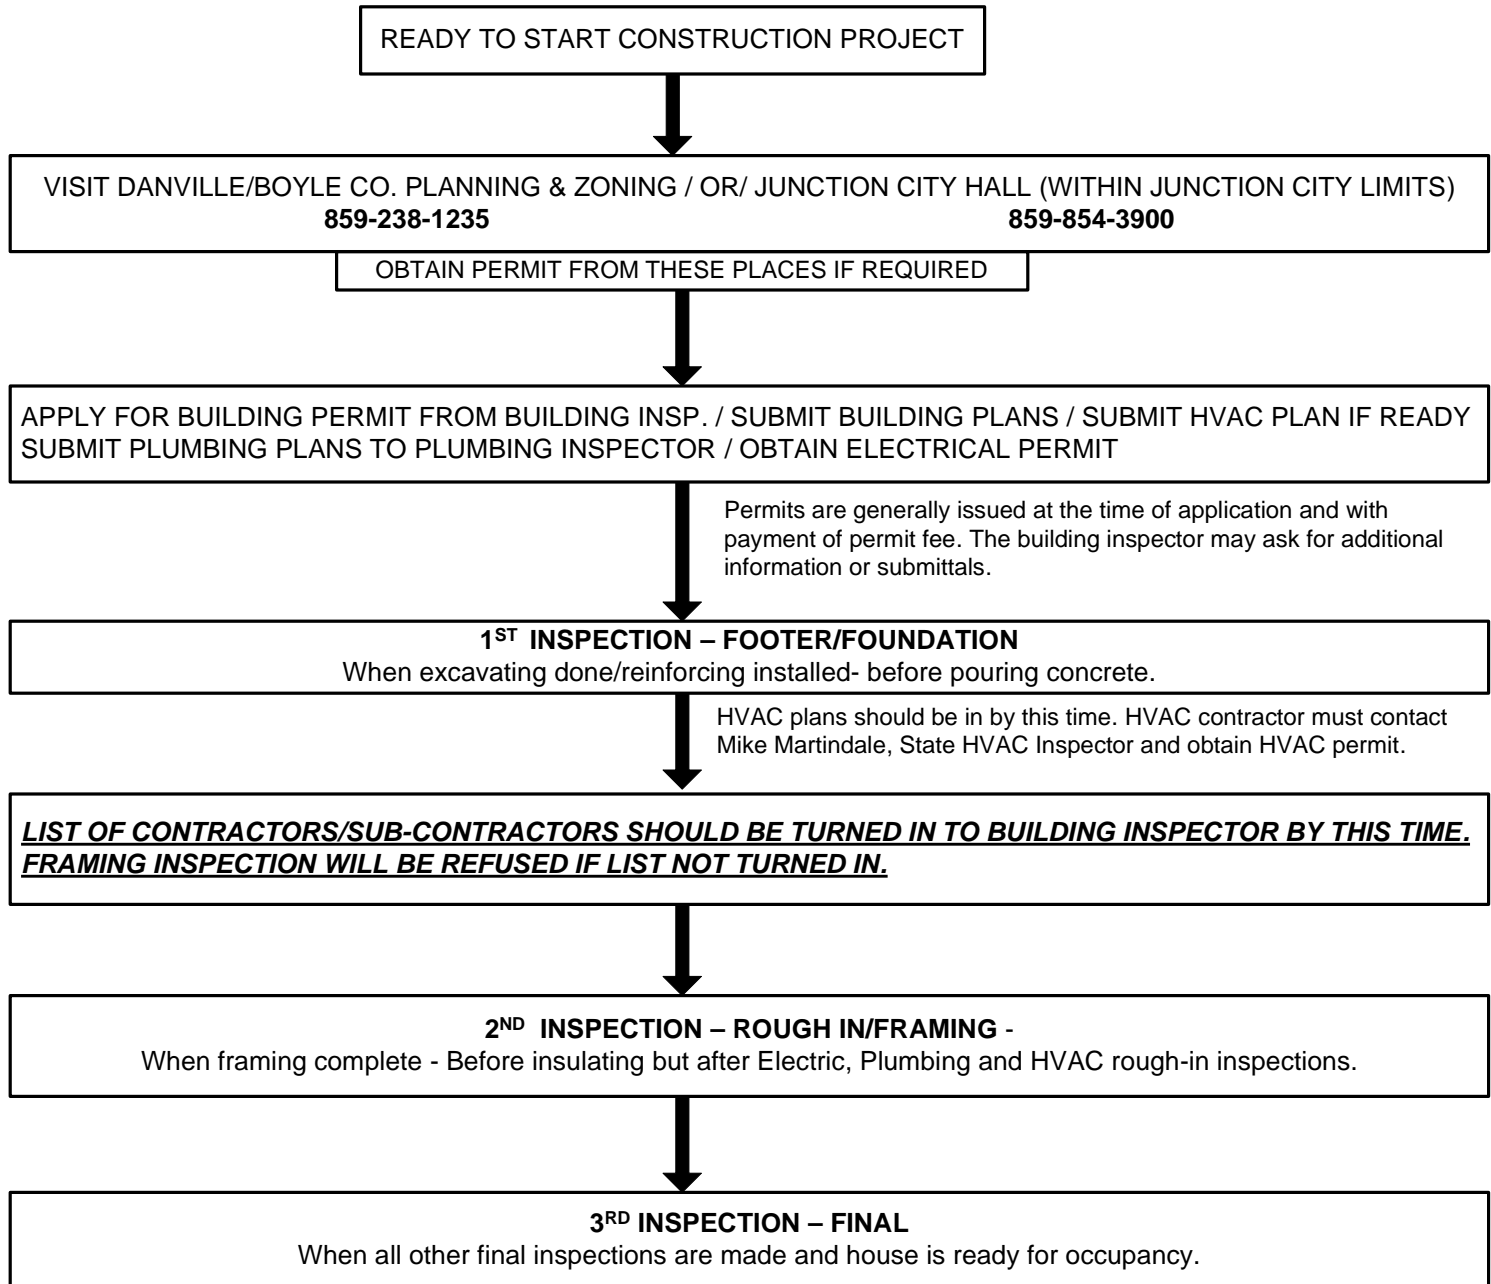 READY TO START CONSTRUCTION PROJECT
VISIT DANVILLE/BOYLE CO. PLANNING & ZONING / OR/ JUNCTION CITY HALL (WITHIN JUNCTION CITY LIMITS)
859-238-1235 859-854-3900
OBTAIN PERMIT FROM THESE PLACES IF REQUIRED
APPLY FOR BUILDING PERMIT FROM BUILDING INSP. / SUBMIT BUILDING PLANS / SUBMIT HVAC PLAN IF READY
SUBMIT PLUMBING PLANS TO PLUMBING INSPECTOR / OBTAIN ELECTRICAL PERMIT
Permits are generally issued at the time of application and with
payment of permit fee. The building inspector may ask for additional
information or submittals.
1ST INSPECTION – FOOTER/FOUNDATION
When excavating done/reinforcing installed- before pouring concrete.
HVAC plans should be in by this time. HVAC contractor must contact
Mike Martindale, State HVAC Inspector and obtain HVAC permit.
LIST OF CONTRACTORS/SUB-CONTRACTORS SHOULD BE TURNED IN TO BUILDING INSPECTOR BY THIS TIME.
FRAMING INSPECTION WILL BE REFUSED IF LIST NOT TURNED IN.
2ND INSPECTION – ROUGH IN/FRAMING -
When framing complete - Before insulating but after Electric, Plumbing and HVAC rough-in inspections.
3RD INSPECTION – FINAL
When all other final inspections are made and house is ready for occupancy.